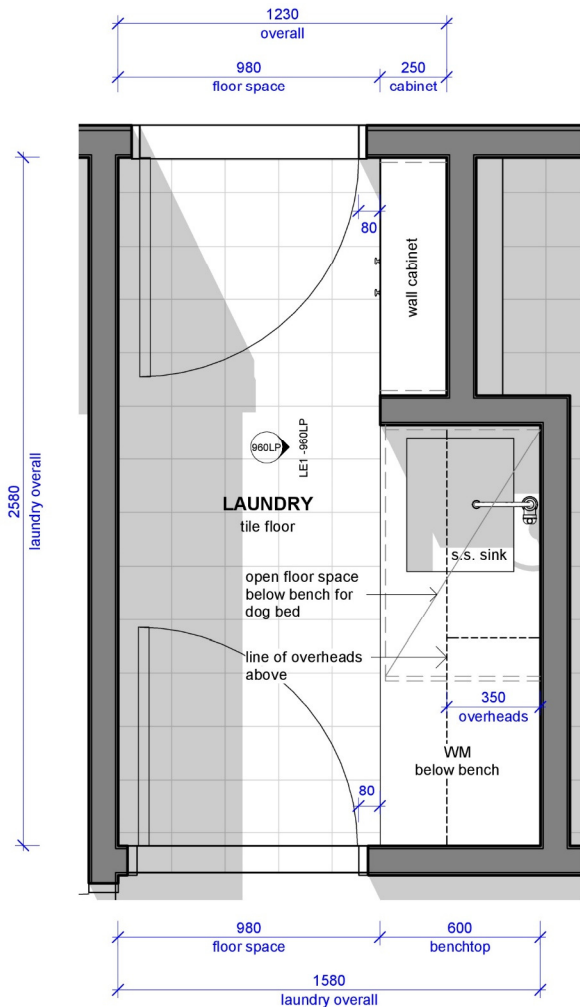 1230
overall
980
floor space
250
cabinet
80
wall cabinet
960LP
LE1 -960LP
LAUNDRY
tile floor
2580
laundry overall
s.s. sink
open floor space
below bench for
dog bed
line of overheads
above
350
overheads
WM
below bench
80
980
floor space
600
benchtop
1580
laundry overall